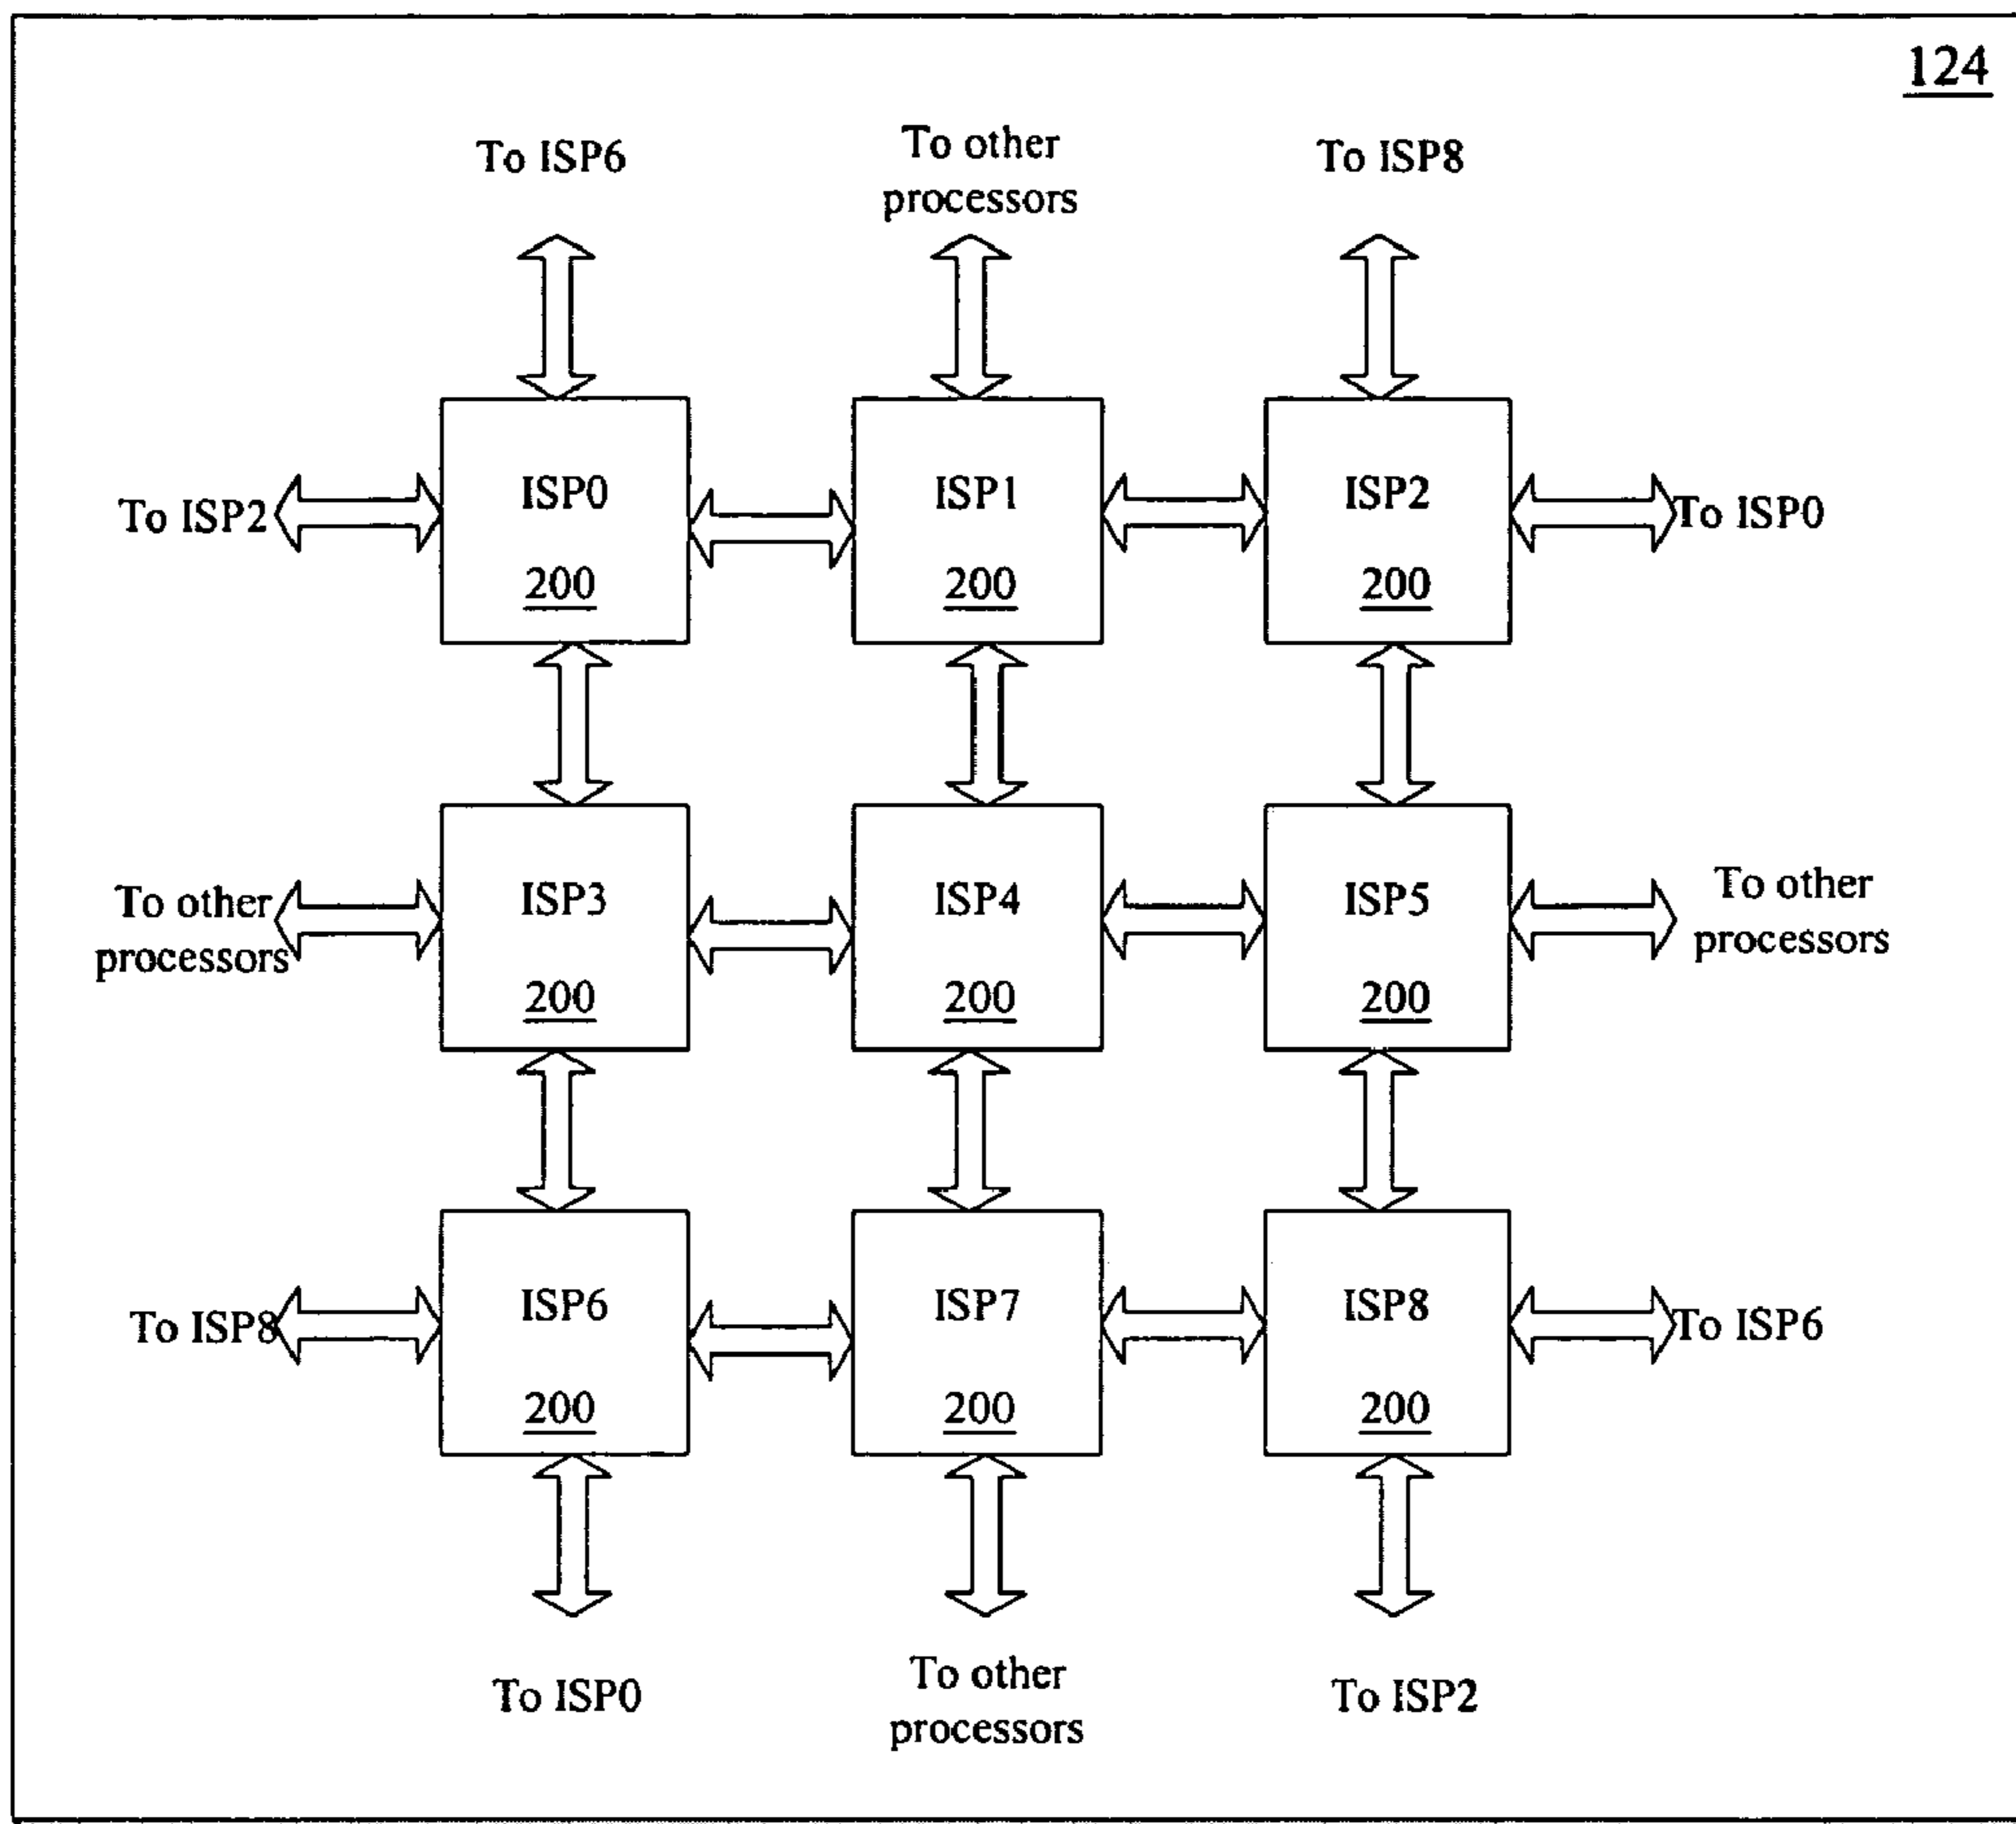 124
To ISP6
To other
processors
To ISP8
To ISP2
ISP0
200
ISP1
200
ISP2
200
To ISP0
To other
processors
ISP3
200
ISP4
200
ISP5
200
To other
processors
To ISP8
ISP6
200
ISP7
200
ISP8
200
To ISP6
To ISP0
To other
processors
To ISP2